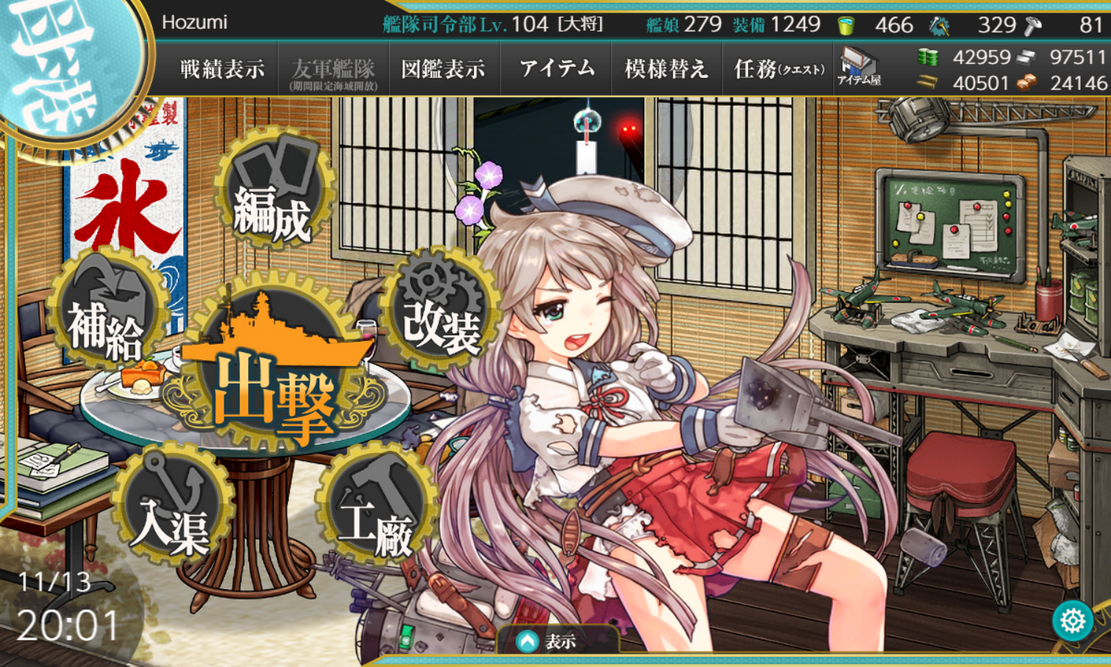 母港
Hozumi
艦隊司令部Lv. 104 [大将]
艦娘 279 装備 1249 466 329 81
戦績表示
友軍艦隊
(期間限定海域開放)
図鑑表示
アイテム
模様替え
任務(クエスト)
アイテム屋
42959 97511
40501 24146
製
氷
編成
補給
改装
出撃
入渠
工廠
11/13
20:01
表示